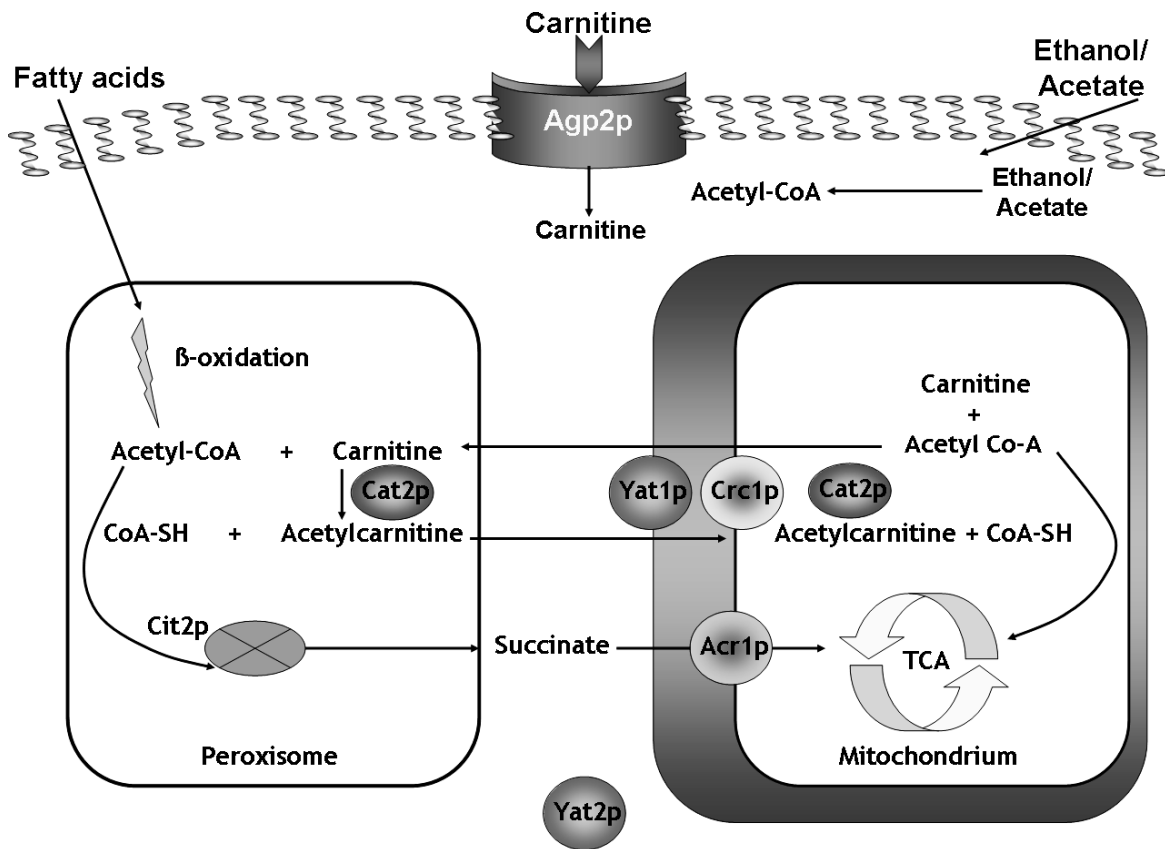 Carnitine
Ethanol/
Acetate
Fatty acids
Agp2p
Acetyl-CoA
Ethanol/
Acetate
Carnitine
ß-oxidation
Carnitine
+
Acetyl Co-A
Acetyl-CoA + Carnitine
Cat2p
Yat1p
Crc1p
Cat2p
CoA-SH + Acetylcarnitine
Acetylcarnitine + CoA-SH
Cit2p
Succinate
Acr1p
TCA
Peroxisome
Mitochondrium
Yat2p